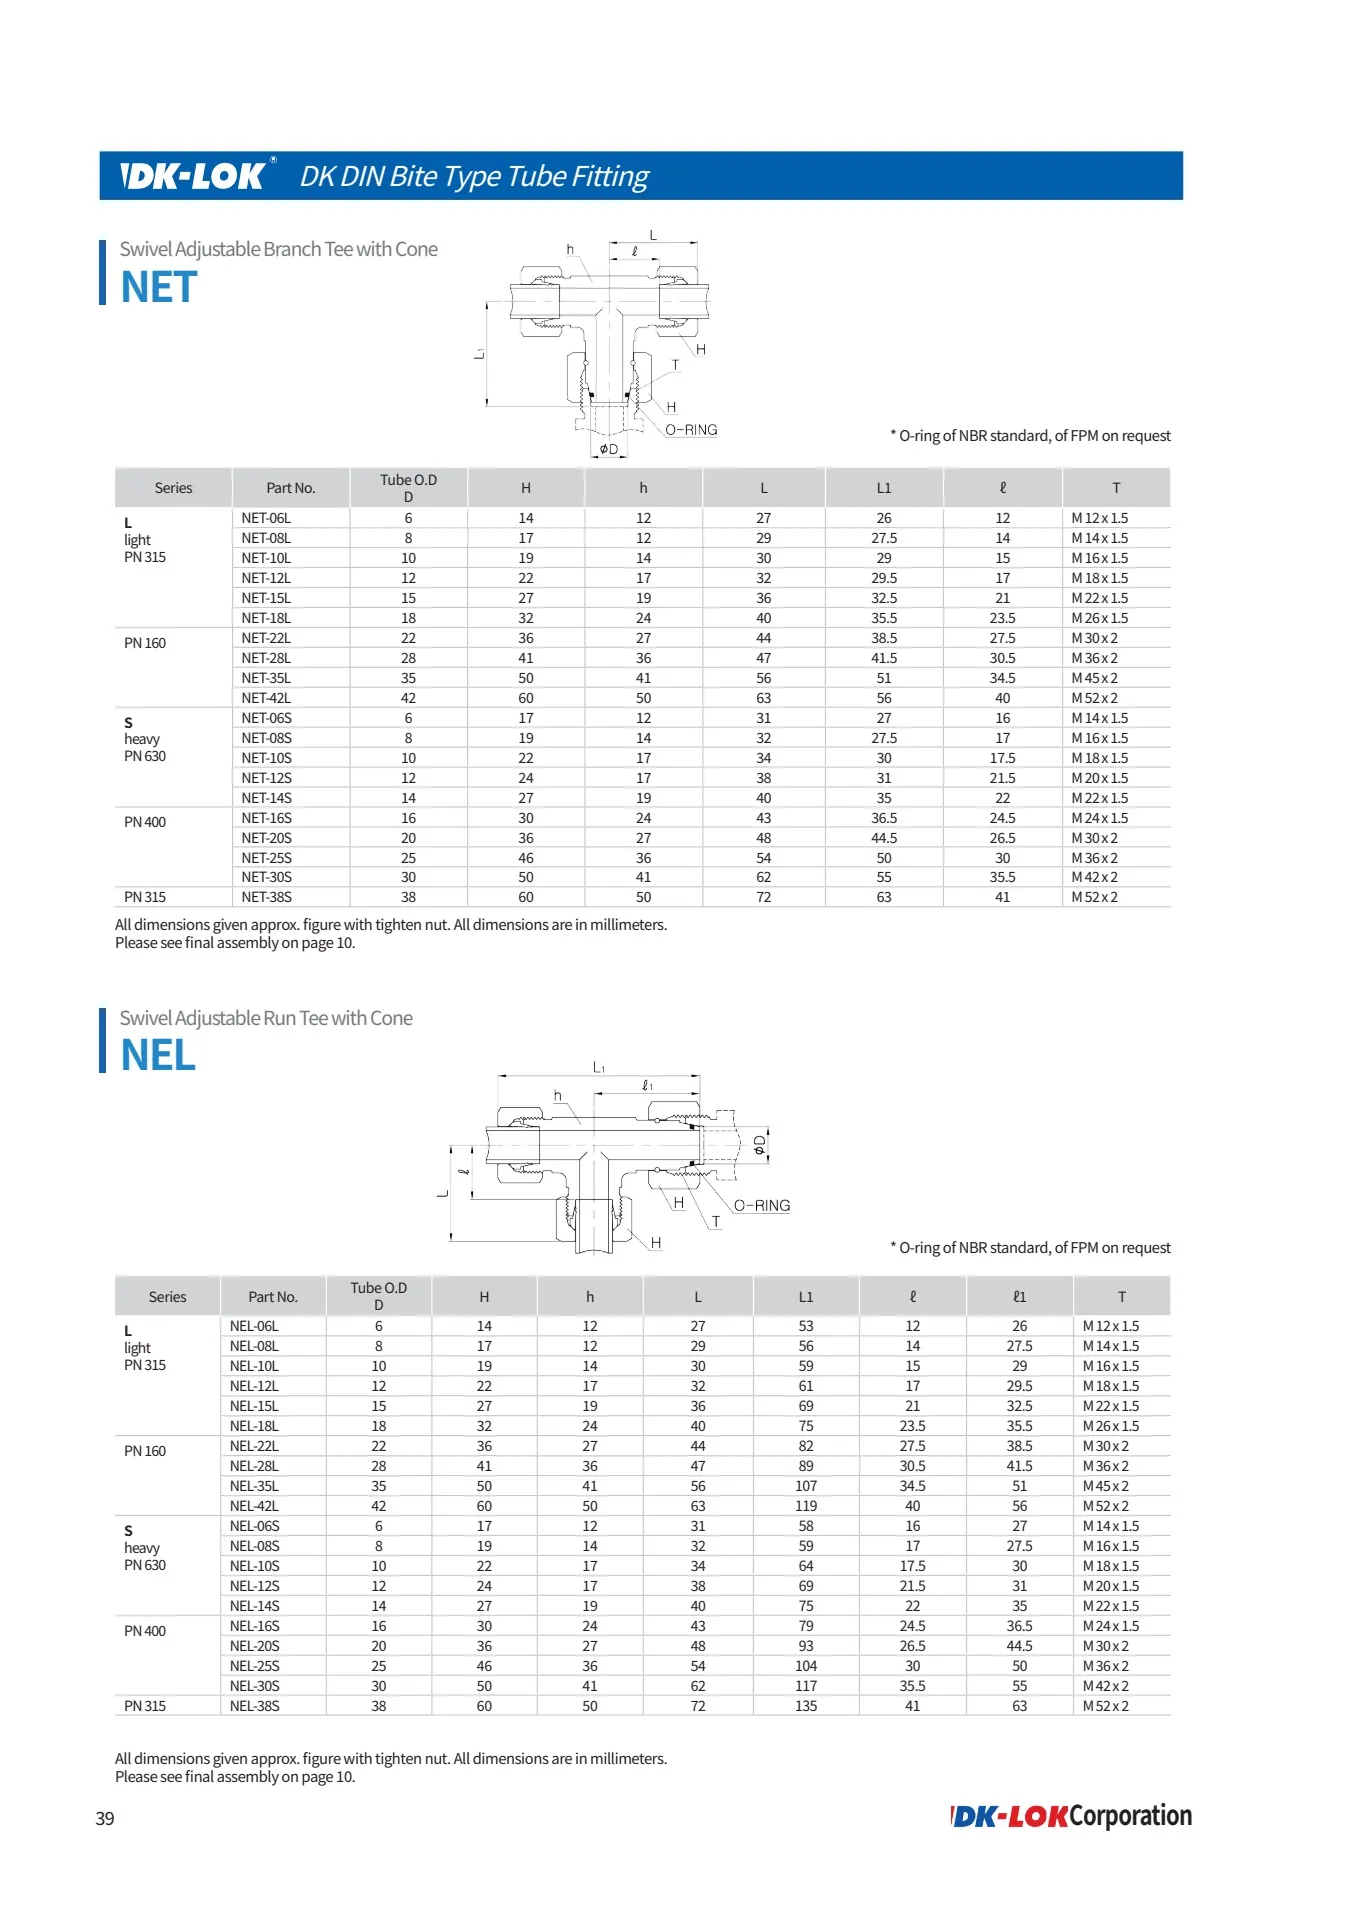 DK-LOK® DK DIN Bite Type Tube Fitting
Swivel Adjustable Branch Tee with Cone
NET
L
h
ℓ
L1
H
T
H
O-RING
øD
* O-ring of NBR standard, of FPM on request
Series Part No. Tube O.D D H h L L1 ℓ T
L light PN 315
NET-06L 6 14 12 27 26 12 M 12 x 1.5
NET-08L 8 17 12 29 27.5 14 M 14 x 1.5
NET-10L 10 19 14 30 29 15 M 16 x 1.5
NET-12L 12 22 17 32 29.5 17 M 18 x 1.5
NET-15L 15 27 19 36 32.5 21 M 22 x 1.5
NET-18L 18 32 24 40 35.5 23.5 M 26 x 1.5
PN 160
NET-22L 22 36 27 44 38.5 27.5 M 30 x 2
NET-28L 28 41 36 47 41.5 30.5 M 36 x 2
NET-35L 35 50 41 56 51 34.5 M 45 x 2
NET-42L 42 60 50 63 56 40 M 52 x 2
S heavy PN 630
NET-06S 6 17 12 31 27 16 M 14 x 1.5
NET-08S 8 19 14 32 27.5 17 M 16 x 1.5
NET-10S 10 22 17 34 30 17.5 M 18 x 1.5
NET-12S 12 24 17 38 31 21.5 M 20 x 1.5
NET-14S 14 27 19 40 35 22 M 22 x 1.5
PN 400
NET-16S 16 30 24 43 36.5 24.5 M 24 x 1.5
NET-20S 20 36 27 48 44.5 26.5 M 30 x 2
NET-25S 25 46 36 54 50 30 M 36 x 2
NET-30S 30 50 41 62 55 35.5 M 42 x 2
PN 315 NET-38S 38 60 50 72 63 41 M 52 x 2
All dimensions given approx. figure with tighten nut. All dimensions are in millimeters.
Please see final assembly on page 10.
Swivel Adjustable Run Tee with Cone
NEL
L1
ℓ1
h
øD
ℓ
L
H
O-RING
T
H
* O-ring of NBR standard, of FPM on request
Series Part No. Tube O.D D H h L L1 ℓ ℓ1 T
L light PN 315
NEL-06L 6 14 12 27 53 12 26 M 12 x 1.5
NEL-08L 8 17 12 29 56 14 27.5 M 14 x 1.5
NEL-10L 10 19 14 30 59 15 29 M 16 x 1.5
NEL-12L 12 22 17 32 61 17 29.5 M 18 x 1.5
NEL-15L 15 27 19 36 69 21 32.5 M 22 x 1.5
NEL-18L 18 32 24 40 75 23.5 35.5 M 26 x 1.5
PN 160
NEL-22L 22 36 27 44 82 27.5 38.5 M 30 x 2
NEL-28L 28 41 36 47 89 30.5 41.5 M 36 x 2
NEL-35L 35 50 41 56 107 34.5 51 M 45 x 2
NEL-42L 42 60 50 63 119 40 56 M 52 x 2
S heavy PN 630
NEL-06S 6 17 12 31 58 16 27 M 14 x 1.5
NEL-08S 8 19 14 32 59 17 27.5 M 16 x 1.5
NEL-10S 10 22 17 34 64 17.5 30 M 18 x 1.5
NEL-12S 12 24 17 38 69 21.5 31 M 20 x 1.5
NEL-14S 14 27 19 40 75 22 35 M 22 x 1.5
PN 400
NEL-16S 16 30 24 43 79 24.5 36.5 M 24 x 1.5
NEL-20S 20 36 27 48 93 26.5 44.5 M 30 x 2
NEL-25S 25 46 36 54 104 30 50 M 36 x 2
NEL-30S 30 50 41 62 117 35.5 55 M 42 x 2
PN 315 NEL-38S 38 60 50 72 135 41 63 M 52 x 2
All dimensions given approx. figure with tighten nut. All dimensions are in millimeters.
Please see final assembly on page 10.
39
DK-LOK Corporation